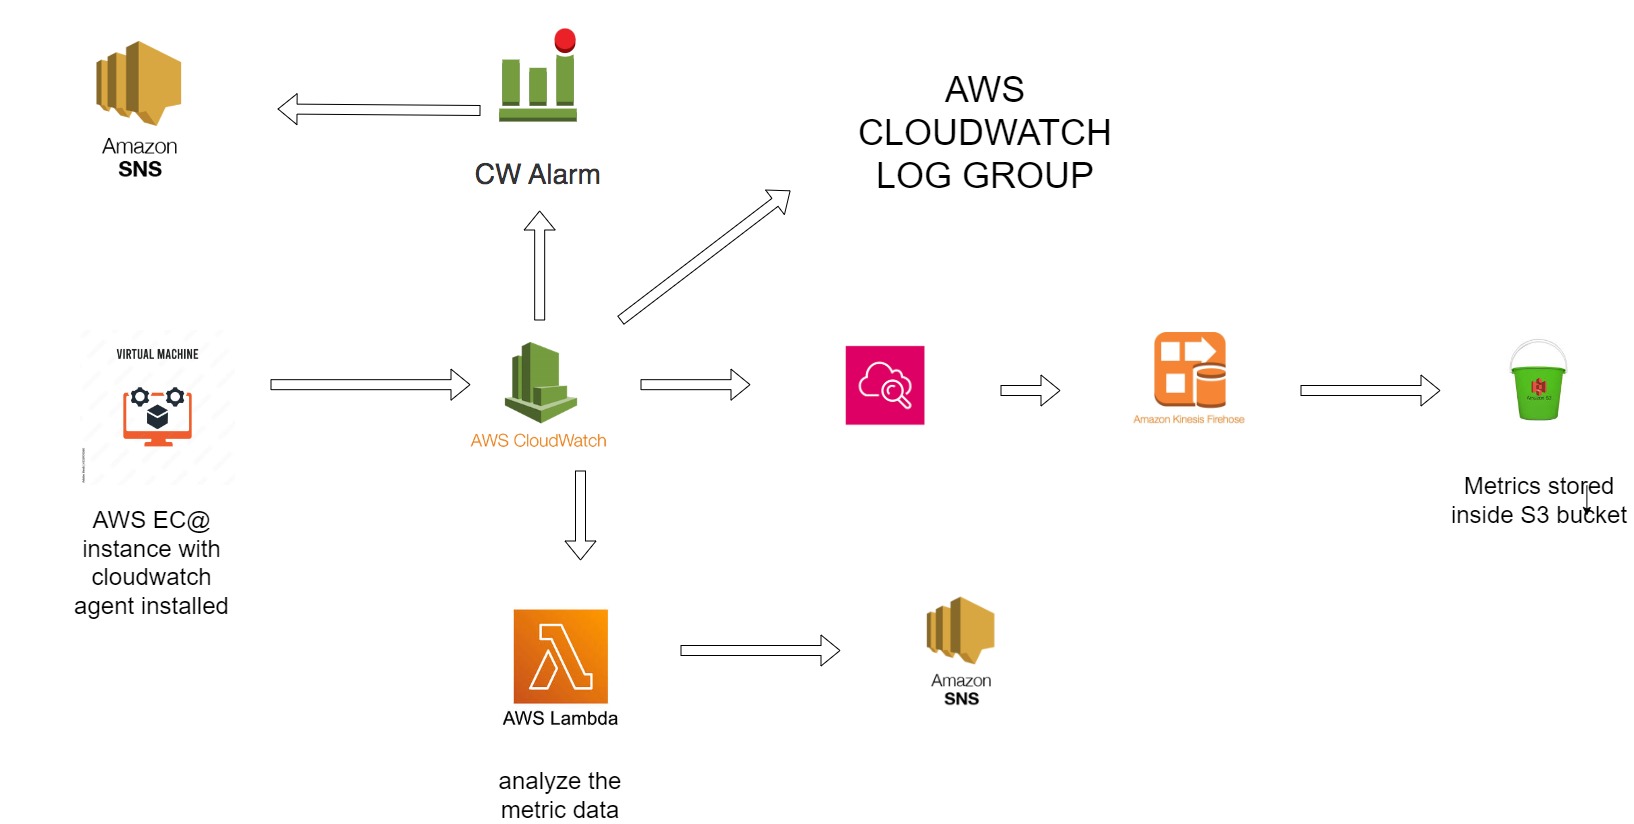 Amazon
SNS
CW Alarm
AWS
CLOUDWATCH
LOG GROUP
VIRTUAL MACHINE
AWS EC@
instance with
cloudwatch
agent installed
AWS CloudWatch
Amazon Kinesis Firehose
Amazon S3
Metrics stored
inside S3 bucket
AWS Lambda
analyze the
metric data
Amazon
SNS